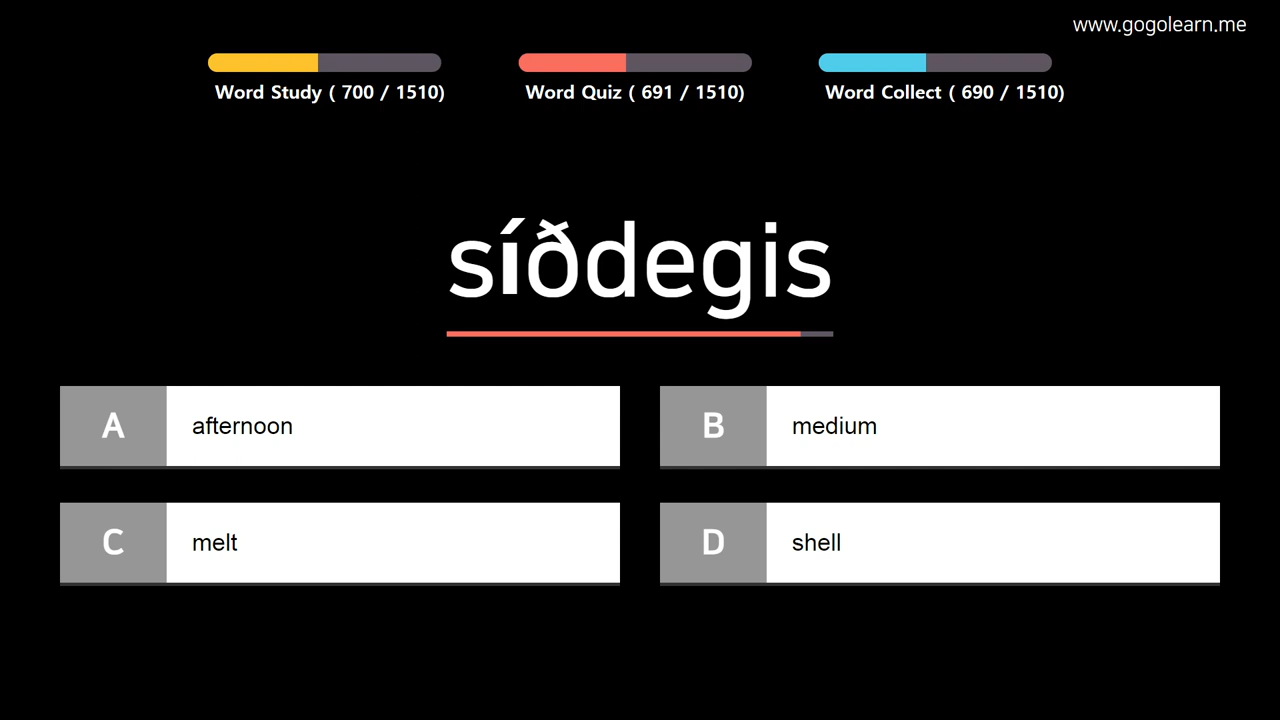 www.gogolearn.me
Word Study ( 700 / 1510)
Word Quiz ( 691 / 1510)
Word Collect ( 690 / 1510)
síðdegis
A afternoon
B medium
C melt
D shell